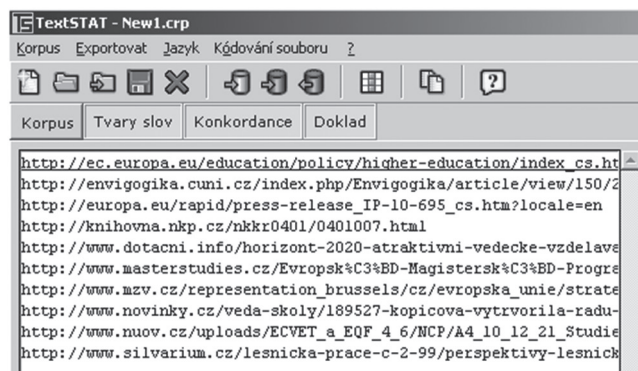 TextSTAT - New1.crp
Korpus Exportovat Jazyk Kódování souboru ?
Korpus Tvary slov Konkordance Doklad
http://ec.europa.eu/education/policy/higher-education/index_cs.ht
http://envigogika.cuni.cz/index.php/Envigogika/article/view/150/2
http://europa.eu/rapid/press-release_IP-10-695_cs.htm?locale=en
http://knihovna.nkp.cz/nkkr0401/0401007.html
http://www.dotacni.info/horizont-2020-atraktivni-vedecke-vzdelave
http://www.masterstudies.cz/Evropsk%C3%BD-Magistersk%C3%BD-Progra
http://www.mzv.cz/representation_brussels/cz/evropska_unie/strate
http://www.novinky.cz/veda-skoly/189527-kopicova-vytrvorila-radu-
http://www.nuov.cz/uploads/ECVET_a_EQF_4_6/NCP/A4_10_12_21_Studie
http://www.silvarium.cz/lesnicka-prace-c-2-99/perspektivy-lesnick